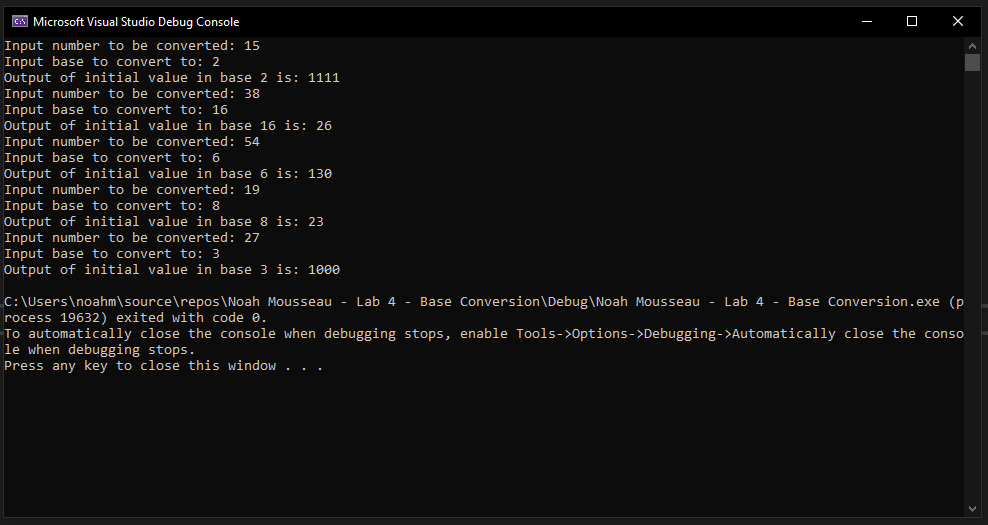 Microsoft Visual Studio Debug Console
Input number to be converted: 15
Input base to convert to: 2
Output of initial value in base 2 is: 1111
Input number to be converted: 38
Input base to convert to: 16
Output of initial value in base 16 is: 26
Input number to be converted: 54
Input base to convert to: 6
Output of initial value in base 6 is: 130
Input number to be converted: 19
Input base to convert to: 8
Output of initial value in base 8 is: 23
Input number to be converted: 27
Input base to convert to: 3
Output of initial value in base 3 is: 1000

C:\Users\noahm\source\repos\Noah Mousseau - Lab 4 - Base Conversion\Debug\Noah Mousseau - Lab 4 - Base Conversion.exe (p
rocess 19632) exited with code 0.
To automatically close the console when debugging stops, enable Tools->Options->Debugging->Automatically close the conso
le when debugging stops.
Press any key to close this window . . .